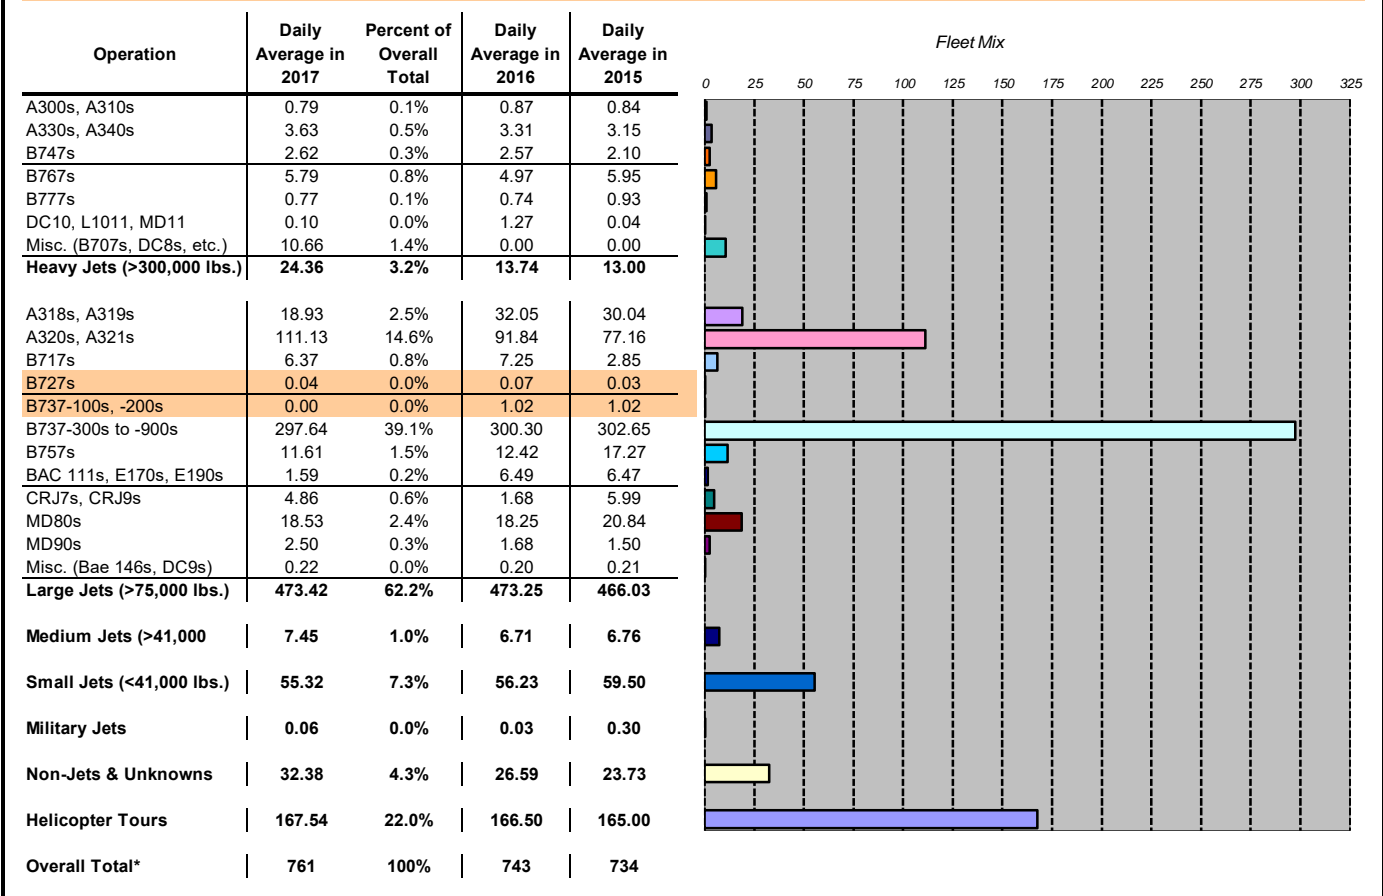 Operation Daily Average in 2017 Percent of Overall Total Daily Average in 2016 Daily Average in 2015
Fleet Mix
0 25 50 75 100 125 150 175 200 225 250 275 300 325
A300s, A310s 0.79 0.1% 0.87 0.84
A330s, A340s 3.63 0.5% 3.31 3.15
B747s 2.62 0.3% 2.57 2.10
B767s 5.79 0.8% 4.97 5.95
B777s 0.77 0.1% 0.74 0.93
DC10, L1011, MD11 0.10 0.0% 1.27 0.04
Misc. (B707s, DC8s, etc.) 10.66 1.4% 0.00 0.00
Heavy Jets (>300,000 lbs.) 24.36 3.2% 13.74 13.00
A318s, A319s 18.93 2.5% 32.05 30.04
A320s, A321s 111.13 14.6% 91.84 77.16
B717s 6.37 0.8% 7.25 2.85
B727s 0.04 0.0% 0.07 0.03
B737-100s, -200s 0.00 0.0% 1.02 1.02
B737-300s to -900s 297.64 39.1% 300.30 302.65
B757s 11.61 1.5% 12.42 17.27
BAC 111s, E170s, E190s 1.59 0.2% 6.49 6.47
CRJ7s, CRJ9s 4.86 0.6% 1.68 5.99
MD80s 18.53 2.4% 18.25 20.84
MD90s 2.50 0.3% 1.68 1.50
Misc. (Bae 146s, DC9s) 0.22 0.0% 0.20 0.21
Large Jets (>75,000 lbs.) 473.42 62.2% 473.25 466.03
Medium Jets (>41,000 7.45 1.0% 6.71 6.76
Small Jets (<41,000 lbs.) 55.32 7.3% 56.23 59.50
Military Jets 0.06 0.0% 0.03 0.30
Non-Jets & Unknowns 32.38 4.3% 26.59 23.73
Helicopter Tours 167.54 22.0% 166.50 165.00
Overall Total* 761 100% 743 734